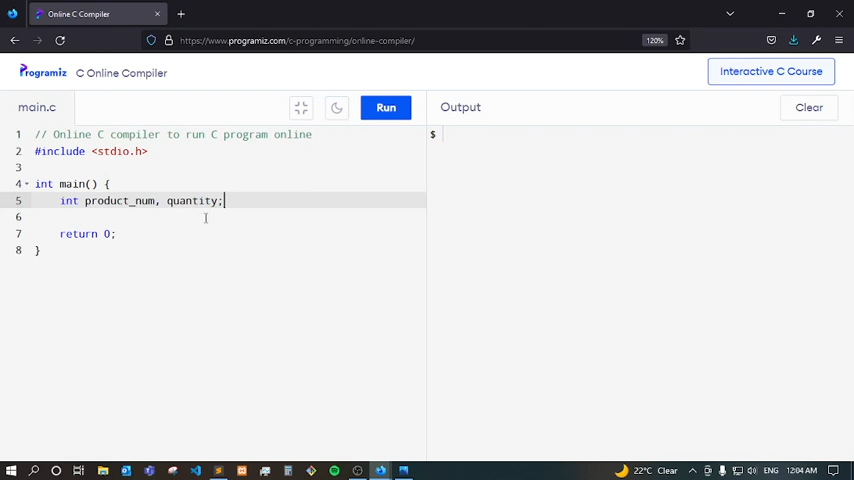 Online C Compiler
https://www.programiz.com/c-programming/online-compiler/
120%
Programiz
C Online Compiler
Interactive C Course
main.c
Run
Output
Clear
1 // Online C compiler to run C program online
2 #include <stdio.h>
3
4 int main() {
5 int product_num, quantity;
6
7 return 0;
8 }
$
22°C Clear
ENG
12:04 AM